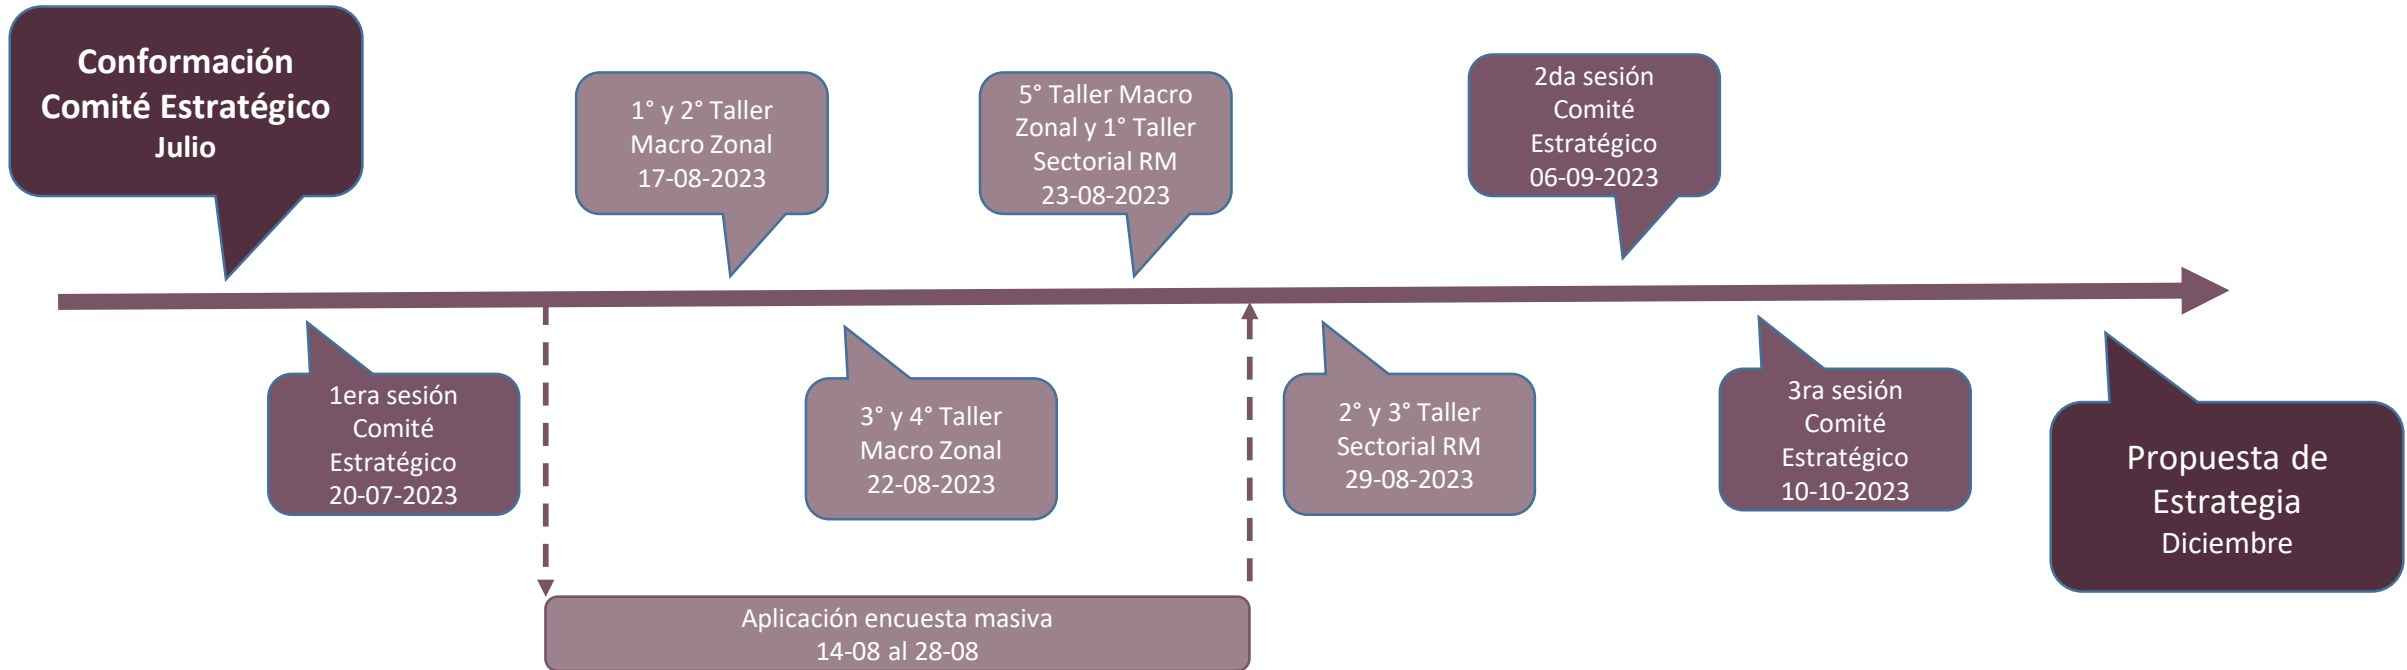 Conformación
Comité Estratégico
Julio
1° y 2° Taller
Macro Zonal
17-08-2023
5° Taller Macro
Zonal y 1° Taller
Sectorial RM
23-08-2023
2da sesión
Comité
Estratégico
06-09-2023
1era sesión
Comité
Estratégico
20-07-2023
3° y 4° Taller
Macro Zonal
22-08-2023
2° y 3° Taller
Sectorial RM
29-08-2023
3ra sesión
Comité
Estratégico
10-10-2023
Propuesta de
Estrategia
Diciembre
Aplicación encuesta masiva
14-08 al 28-08